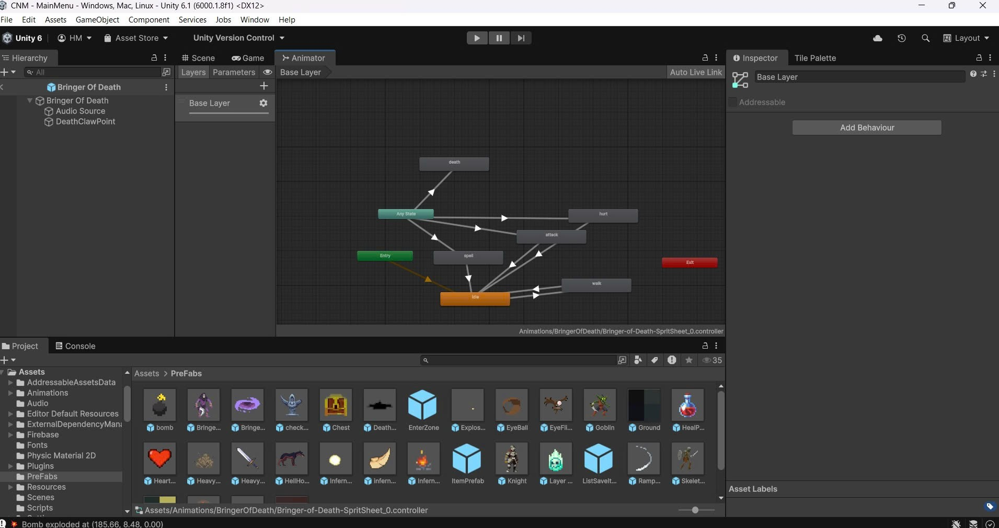 CNM - MainMenu - Windows, Mac, Linux - Unity 6.1 (6000.1.8f1) <DX12>
File Edit Assets GameObject Component Services Jobs Window Help
Unity 6 HM Asset Store Unity Version Control Layout
Hierarchy Scene Game Animator Inspector Tile Palette
All Layers Parameters Base Layer Auto Live Link
Base Layer
Bringer Of Death
Bringer Of Death
Audio Source
DeathClawPoint
Base Layer
Addressable
Add Behaviour
death
Any State
hurt
attack
spell
Entry
Exit
walk
Idle
Animations/BringerOfDeath/Bringer-of-Death-SpritSheet_0.controller
Project Console
35
Assets
AddressableAssetsData
Animations
Audio
Editor Default Resources
ExternalDependencyMan
Firebase
Fonts
Physic Material 2D
Plugins
PreFabs
Resources
Scenes
Scripts
Assets > PreFabs
bomb Bringe... Bringe... check... Chest Death... EnterZone Explos... EyeBall EyeFli... Goblin Ground HealP...
Heart... Heavy... Heavy... HellHo... Infern... infern... Infern... ItemPrefab Knight Layer ... ListSaveIt... Ramp... Skelet...
Assets/Animations/BringerOfDeath/Bringer-of-Death-SpritSheet_0.controller
Asset Labels
Bomb exploded at (185.66, 8.48, 0.00)